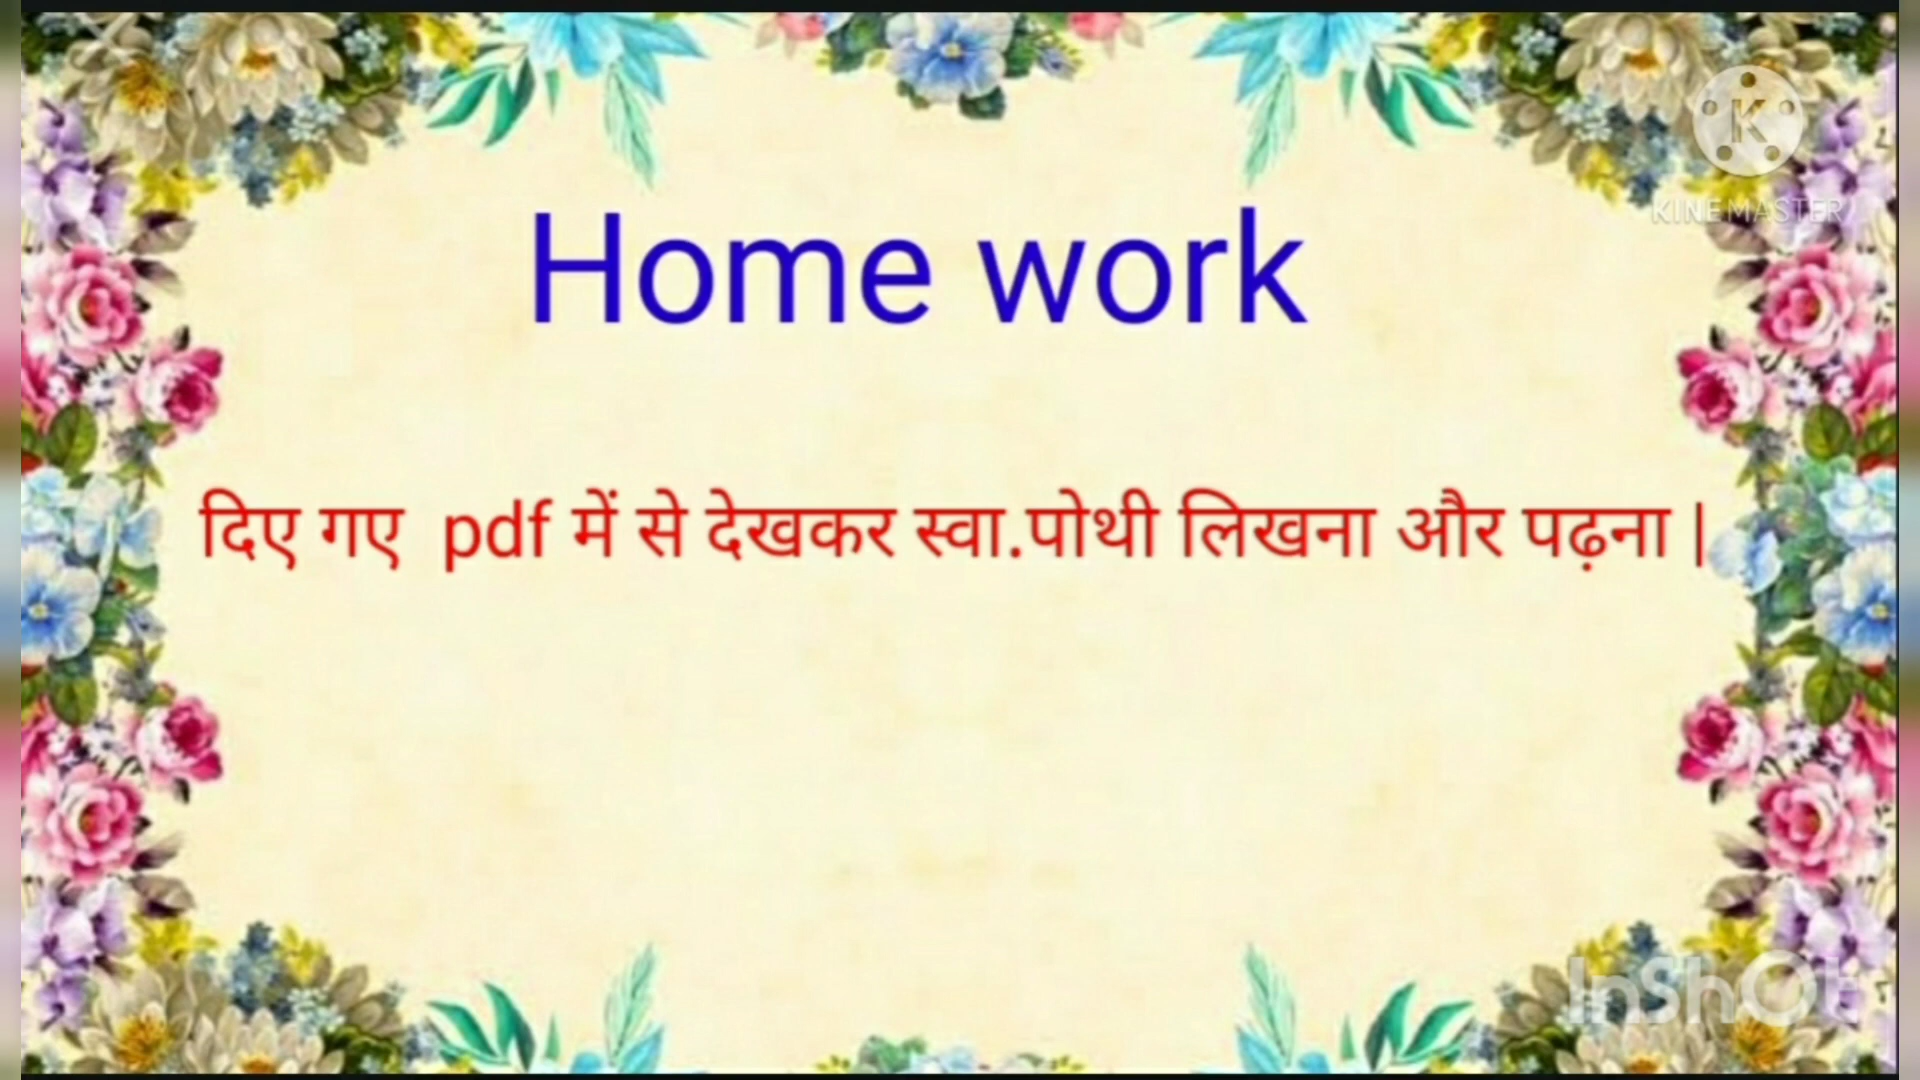 K
KINEMASTER
Home work
दिए गए pdf में से देखकर स्वा.पोथी लिखना और पढ़ना |
InShOt